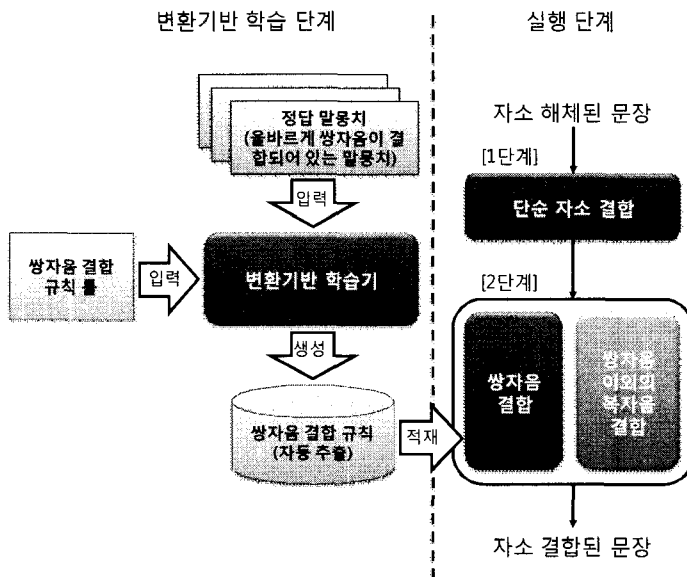 변환기반 학습 단계
실행 단계
정답 말뭉치
(올바르게 쌍자음이 결
합되어 있는 말뭉치)
입력
쌍자음 결합
규칙 틀
입력
변환기반 학습기
생성
쌍자음 결합 규칙
(자동 추출)
적재
자소 해체된 문장
[1단계]
단순 자소 결합
[2단계]
쌍자음
결합
쌍자음
이외의
복자음
결합
자소 결합된 문장